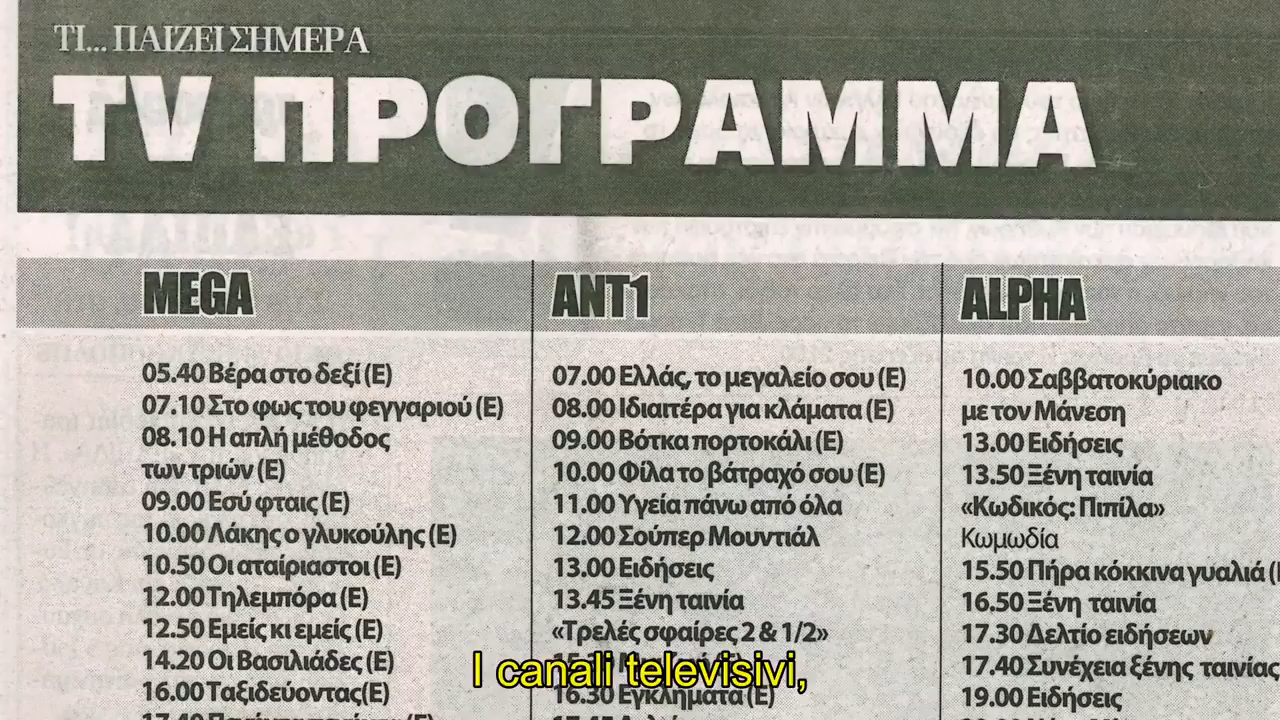 ΤΙ... ΠΑΙΖΕΙ ΣΗΜΕΡΑ
TV ΠΡΟΓΡΑΜΜΑ
MEGA
05.40 Βέρα στο δεξί (Ε)
07.10 Στο φως του φεγγαριού (Ε)
08.10 Η απλή μέθοδος
των τριών (Ε)
09.00 Εσύ φταις (Ε)
10.00 Λάκης ο γλυκούλης (Ε)
10.50 Οι αταίριαστοι (Ε)
12.00 Τηλεμπόρα (Ε)
12.50 Εμείς κι εμείς (Ε)
14.20 Οι Βασιλιάδες (Ε)
16.00 Ταξιδεύοντας(Ε)
ANT1
07.00 Ελλάς, το μεγαλείο σου (Ε)
08.00 Ιδιαιτέρα για κλάματα (Ε)
09.00 Βότκα πορτοκάλι (Ε)
10.00 Φίλα το βάτραχό σου (Ε)
11.00 Υγεία πάνω από όλα
12.00 Σούπερ Μουντιάλ
13.00 Ειδήσεις
13.45 Ξένη ταινία
«Τρελές σφαίρες 2 & 1/2»
16.30 Εγκλήματα (Ε)
ALPHA
10.00 Σαββατοκύριακο
με τον Μάνεση
13.00 Ειδήσεις
13.50 Ξένη ταινία
«Κωδικός: Πιπίλα»
Κωμωδία
15.50 Πήρα κόκκινα γυαλιά
16.50 Ξένη ταινία
17.30 Δελτίο ειδήσεων
17.40 Συνέχεια ξένης ταινίας
19.00 Ειδήσεις
I canali televisivi,